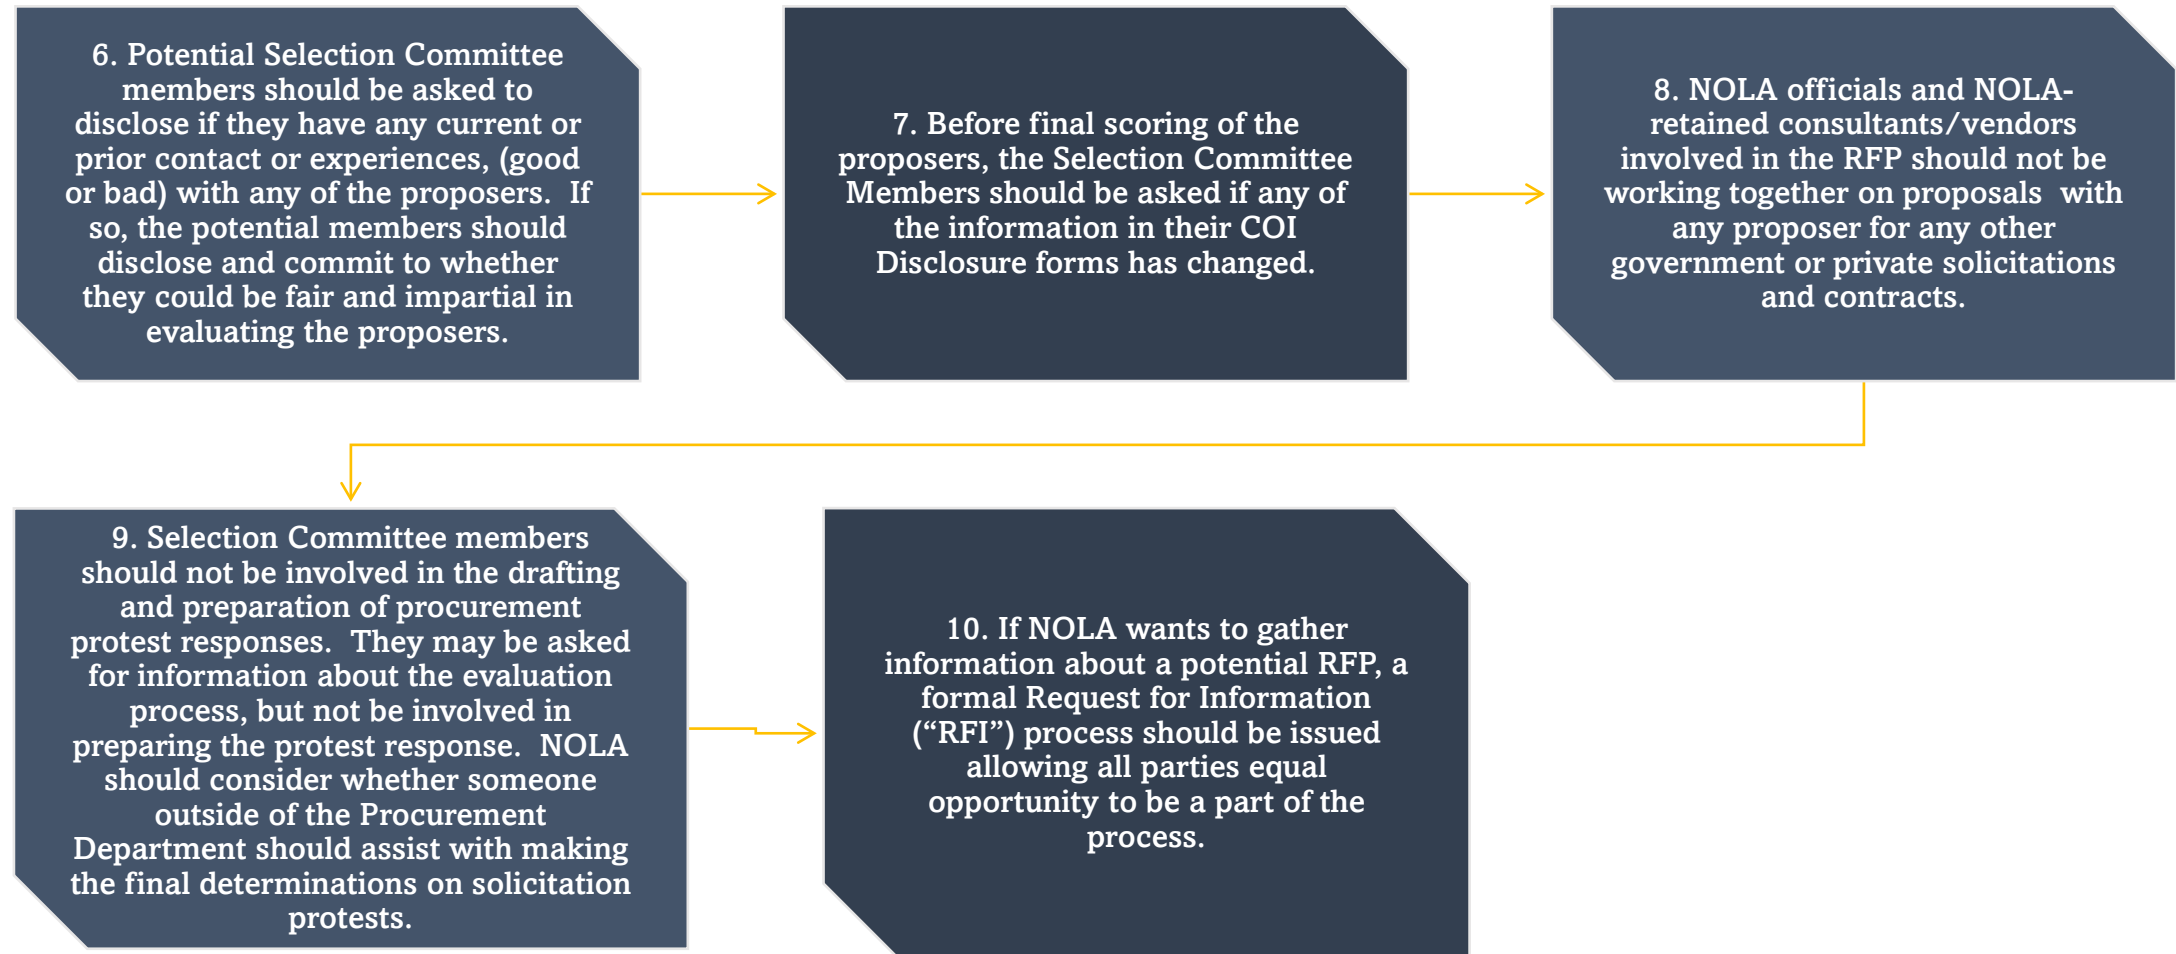 6. Potential Selection Committee
members should be asked to
disclose if they have any current or
prior contact or experiences, (good
or bad) with any of the proposers.  If
so, the potential members should
disclose and commit to whether
they could be fair and impartial in
evaluating the proposers.
7. Before final scoring of the
proposers, the Selection Committee
Members should be asked if any of
the information in their COI
Disclosure forms has changed.
8. NOLA officials and NOLA-
retained consultants/vendors
involved in the RFP should not be
working together on proposals  with
any proposer for any other
government or private solicitations
and contracts.
9. Selection Committee members
should not be involved in the drafting
and preparation of procurement
protest responses.  They may be asked
for information about the evaluation
process, but not be involved in
preparing the protest response.  NOLA
should consider whether someone
outside of the Procurement
Department should assist with making
the final determinations on solicitation
protests.
10. If NOLA wants to gather
information about a potential RFP, a
formal Request for Information
(“RFI”) process should be issued
allowing all parties equal
opportunity to be a part of the
process.